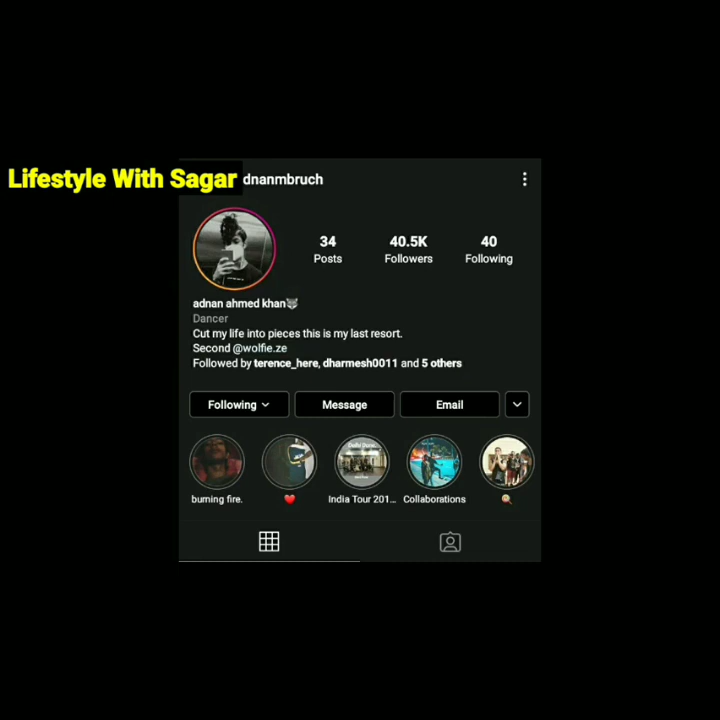 Lifestyle With Sagar
dnanmbruch
34
Posts
40.5K
Followers
40
Following
adnan ahmed khan🐺
Dancer
Cut my life into pieces this is my last resort.
Second @wolfie.ze
Followed by terence_here, dharmesh0011 and 5 others
Following
Message
Email
burning fire.
❤️
India Tour 201...
Collaborations